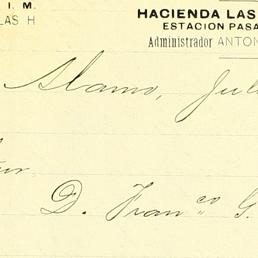 I. M.
LAS H
HACIENDA LAS
ESTACION PASA
Administrador ANTON
Alamo, Jul
D. Fran.co G.